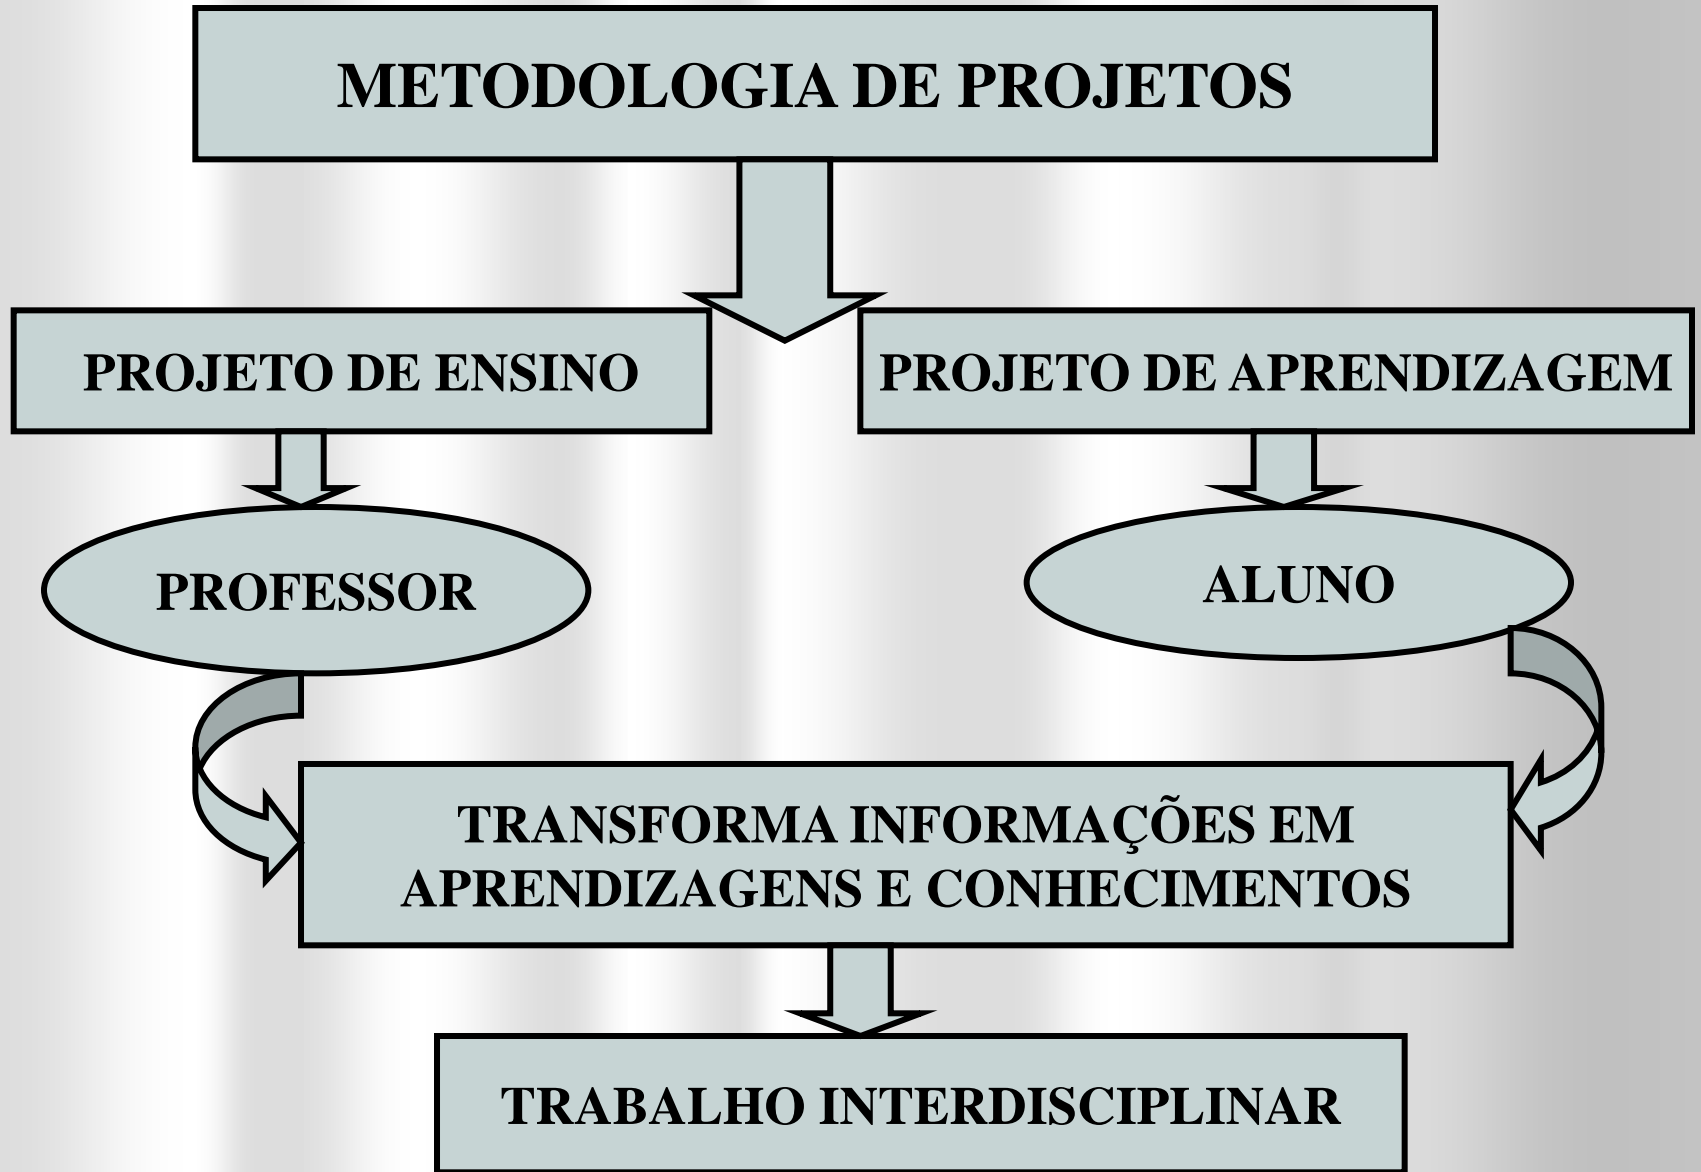 METODOLOGIA DE PROJETOS
PROJETO DE ENSINO
PROJETO DE APRENDIZAGEM
PROFESSOR
ALUNO
TRANSFORMA INFORMAÇÕES EM
APRENDIZAGENS E CONHECIMENTOS
TRABALHO INTERDISCIPLINAR